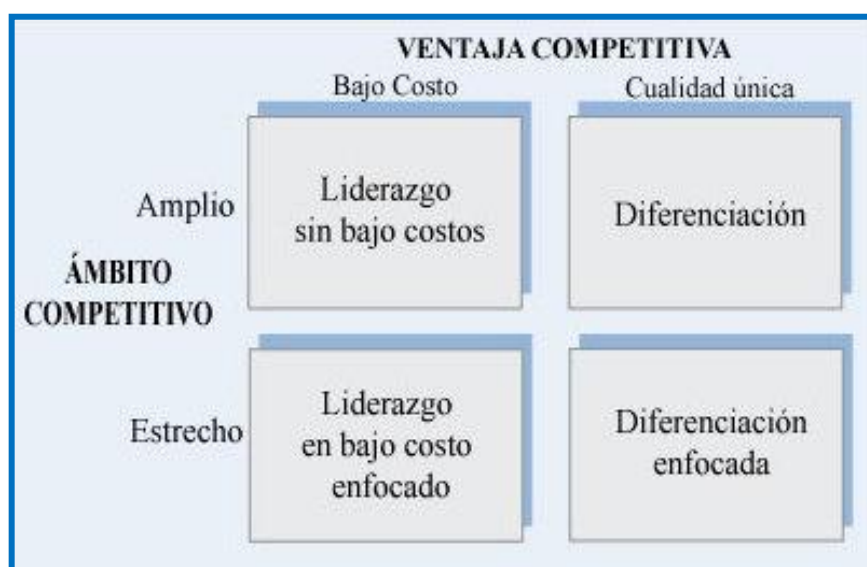 VENTAJA COMPETITIVA
Bajo Costo
Cualidad única
Amplio
Liderazgo
sin bajo costos
Diferenciación
ÁMBITO
COMPETITIVO
Estrecho
Liderazgo
en bajo costo
enfocado
Diferenciación
enfocada